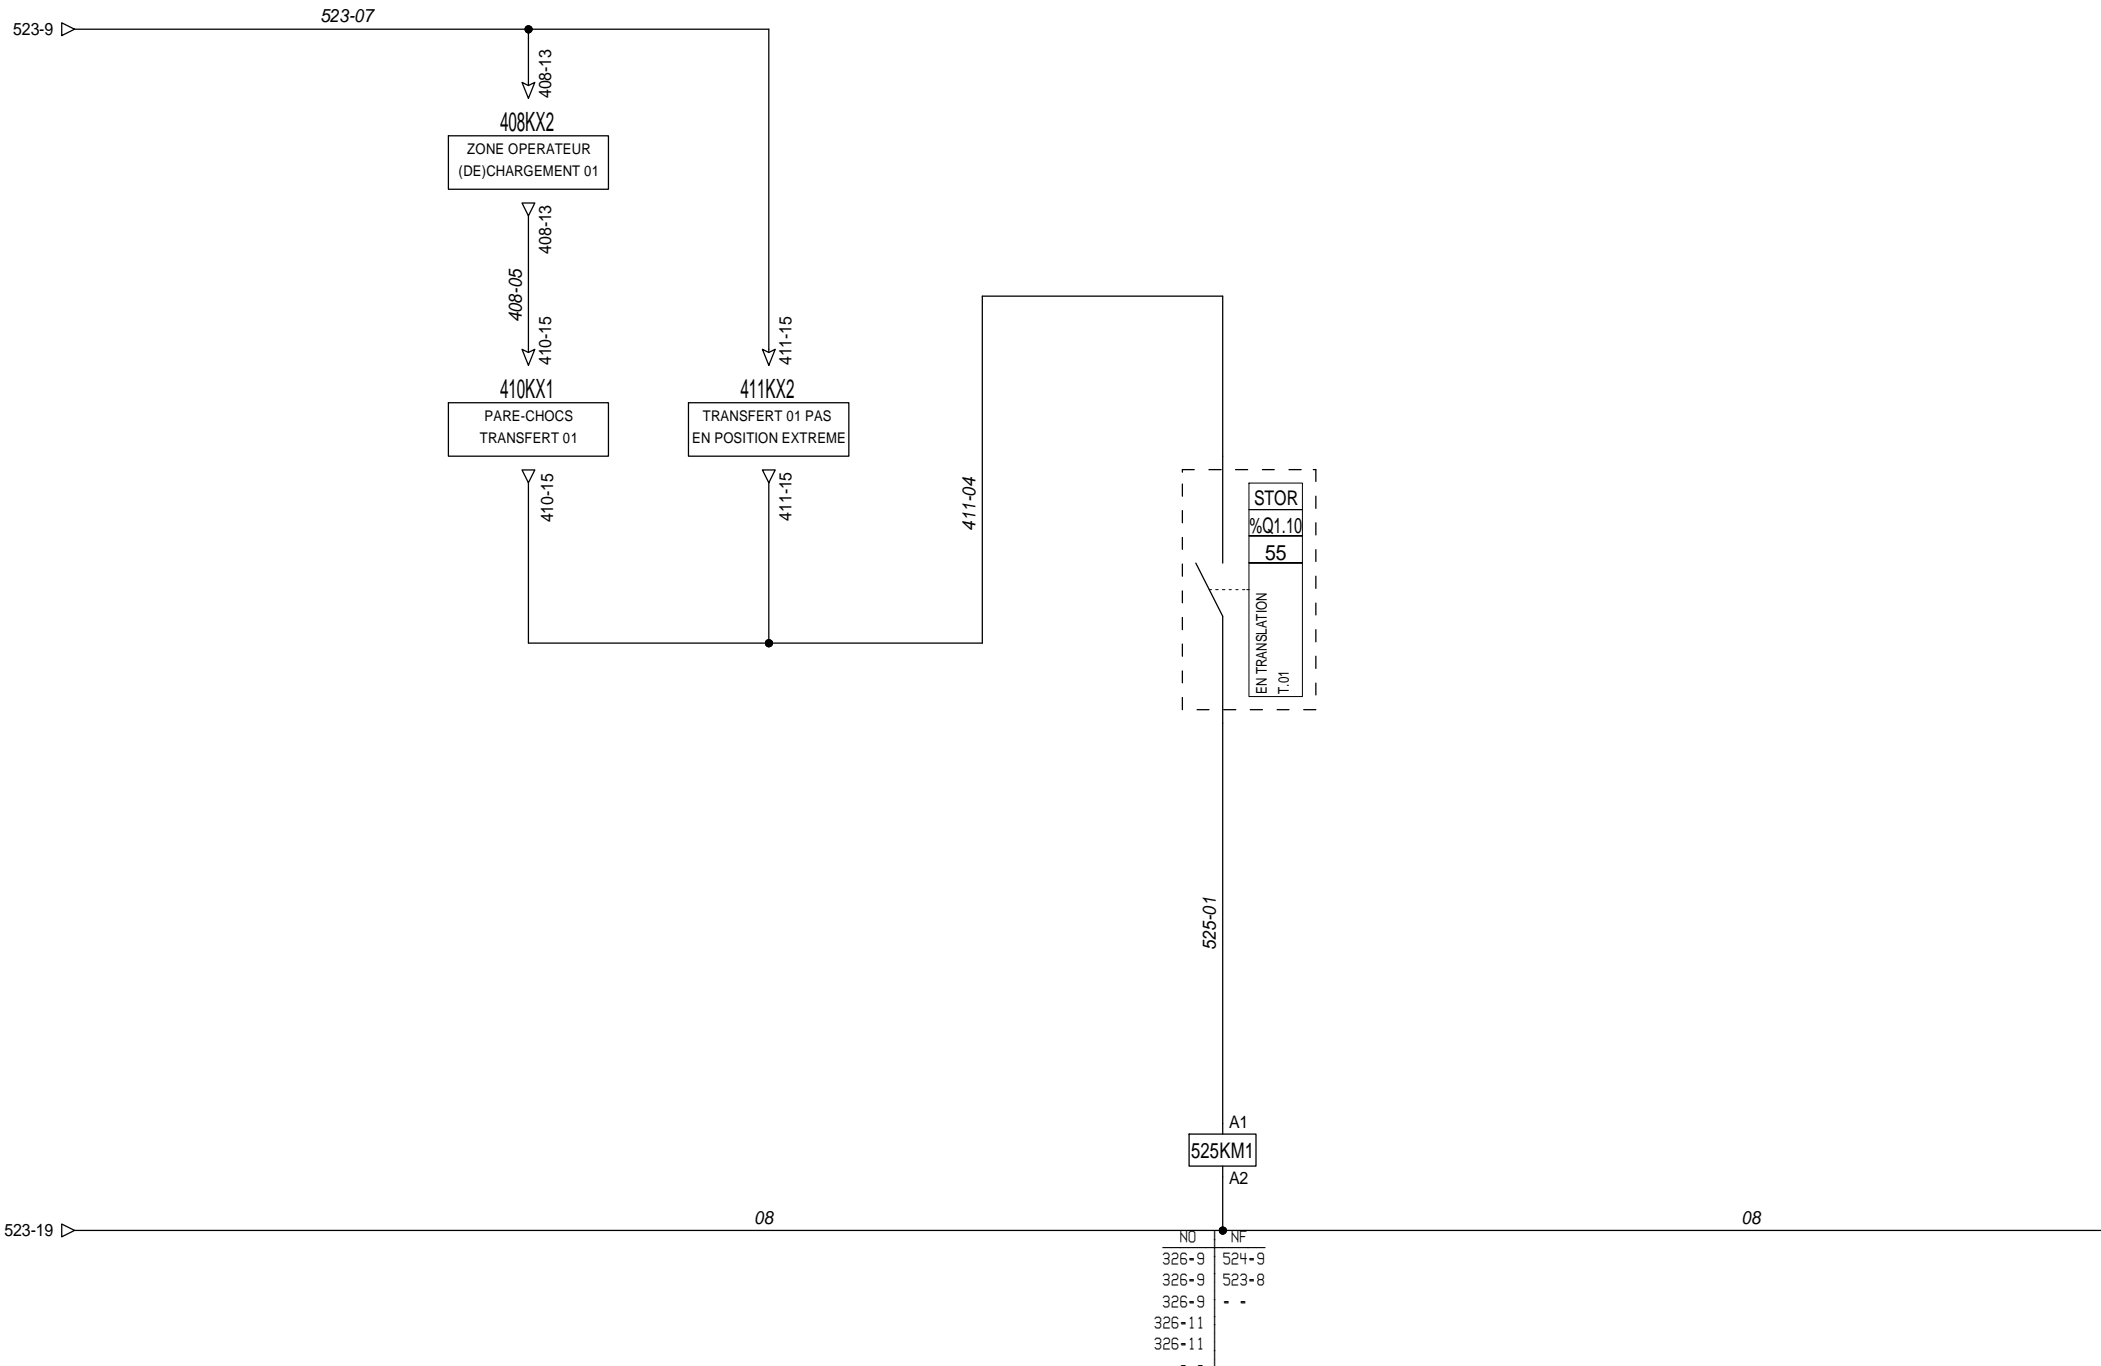 523-07
523-9
408-13
408KX2
ZONE OPERATEUR
(DE)CHARGEMENT 01
408-13
408-05
410-15
411-15
410KX1
PARE-CHOCS
TRANSFERT 01
411KX2
TRANSFERT 01 PAS
EN POSITION EXTREME
410-15
411-15
411-04
STOR
%Q1.10
55
EN TRANSLATION
T.01
525-01
A1
525KM1
A2
523-19
08
08
NO NF
326-9 524-9
326-9 523-8
326-9 - -
326-11
326-11
- -